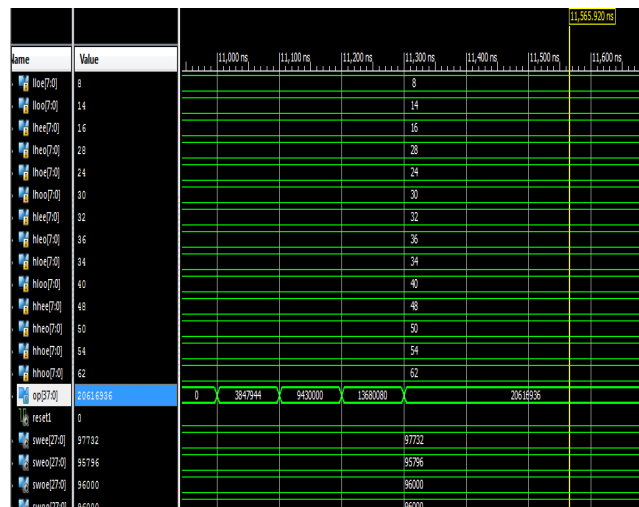 11,565.920 ns
Name Value 11,000 ns 11,100 ns 11,200 ns 11,300 ns 11,400 ns 11,500 ns 11,600 ns
lloe[7:0] 8 8
lloo[7:0] 14 14
lhee[7:0] 16 16
lheo[7:0] 28 28
lhoe[7:0] 24 24
lhoo[7:0] 30 30
hlee[7:0] 32 32
hleo[7:0] 36 36
hloe[7:0] 34 34
hloo[7:0] 40 40
hhee[7:0] 48 48
hheo[7:0] 50 50
hhoe[7:0] 54 54
hhoo[7:0] 62 62
op[37:0] 20616936 0 3847944 9430000 13680080 20616936
reset1 0
swee[27:0] 97732 97732
sweo[27:0] 95796 95796
swoe[27:0] 96000 96000
swoo[27:0] 96000 96000